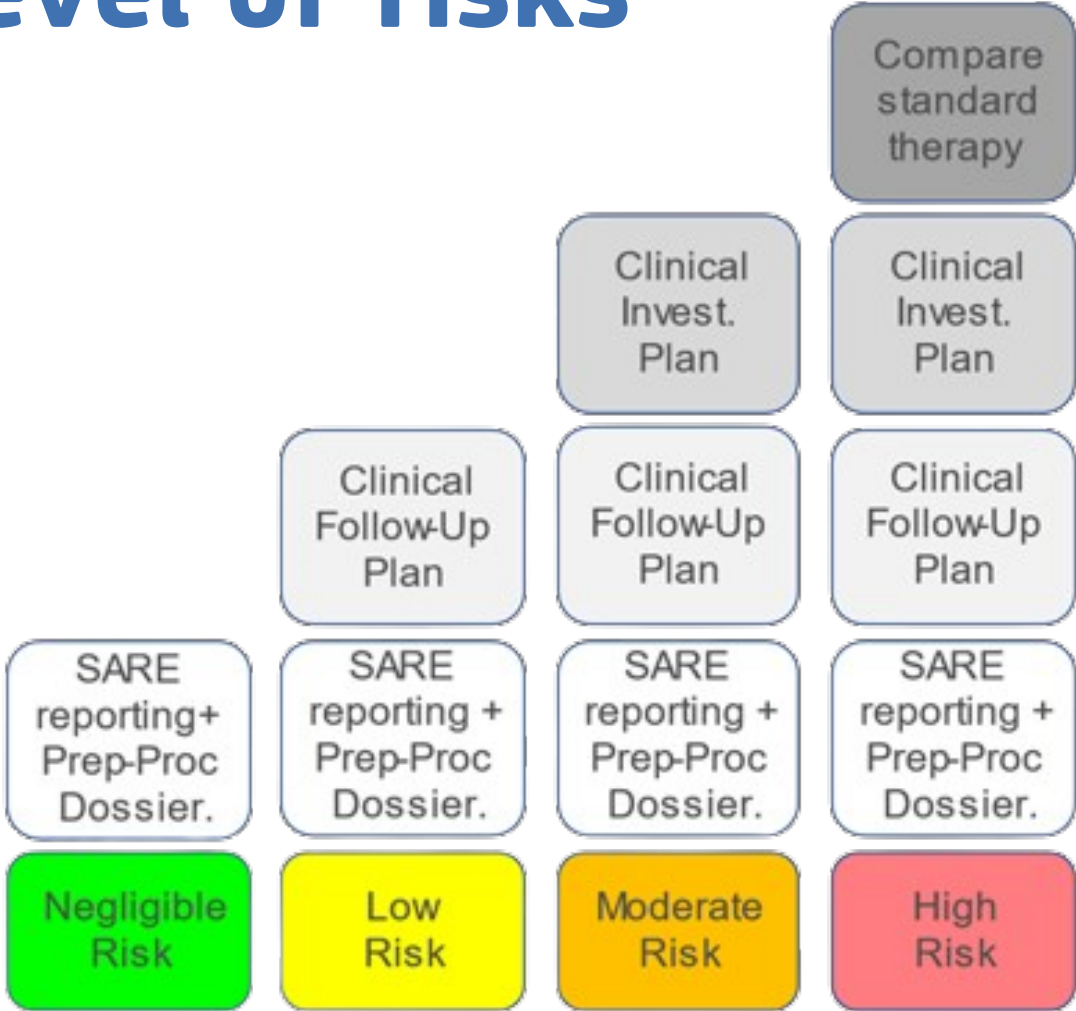 evel of risks
Compare
standard
therapy
Clinical
Invest.
Plan
Clinical
Invest.
Plan
Clinical
Follow-Up
Plan
Clinical
Follow-Up
Plan
Clinical
Follow-Up
Plan
SARE
reporting+
Prep-Proc
Dossier.
SARE
reporting +
Prep-Proc
Dossier.
SARE
reporting +
Prep-Proc
Dossier.
SARE
reporting +
Prep-Proc
Dossier.
Negligible
Risk
Low
Risk
Moderate
Risk
High
Risk